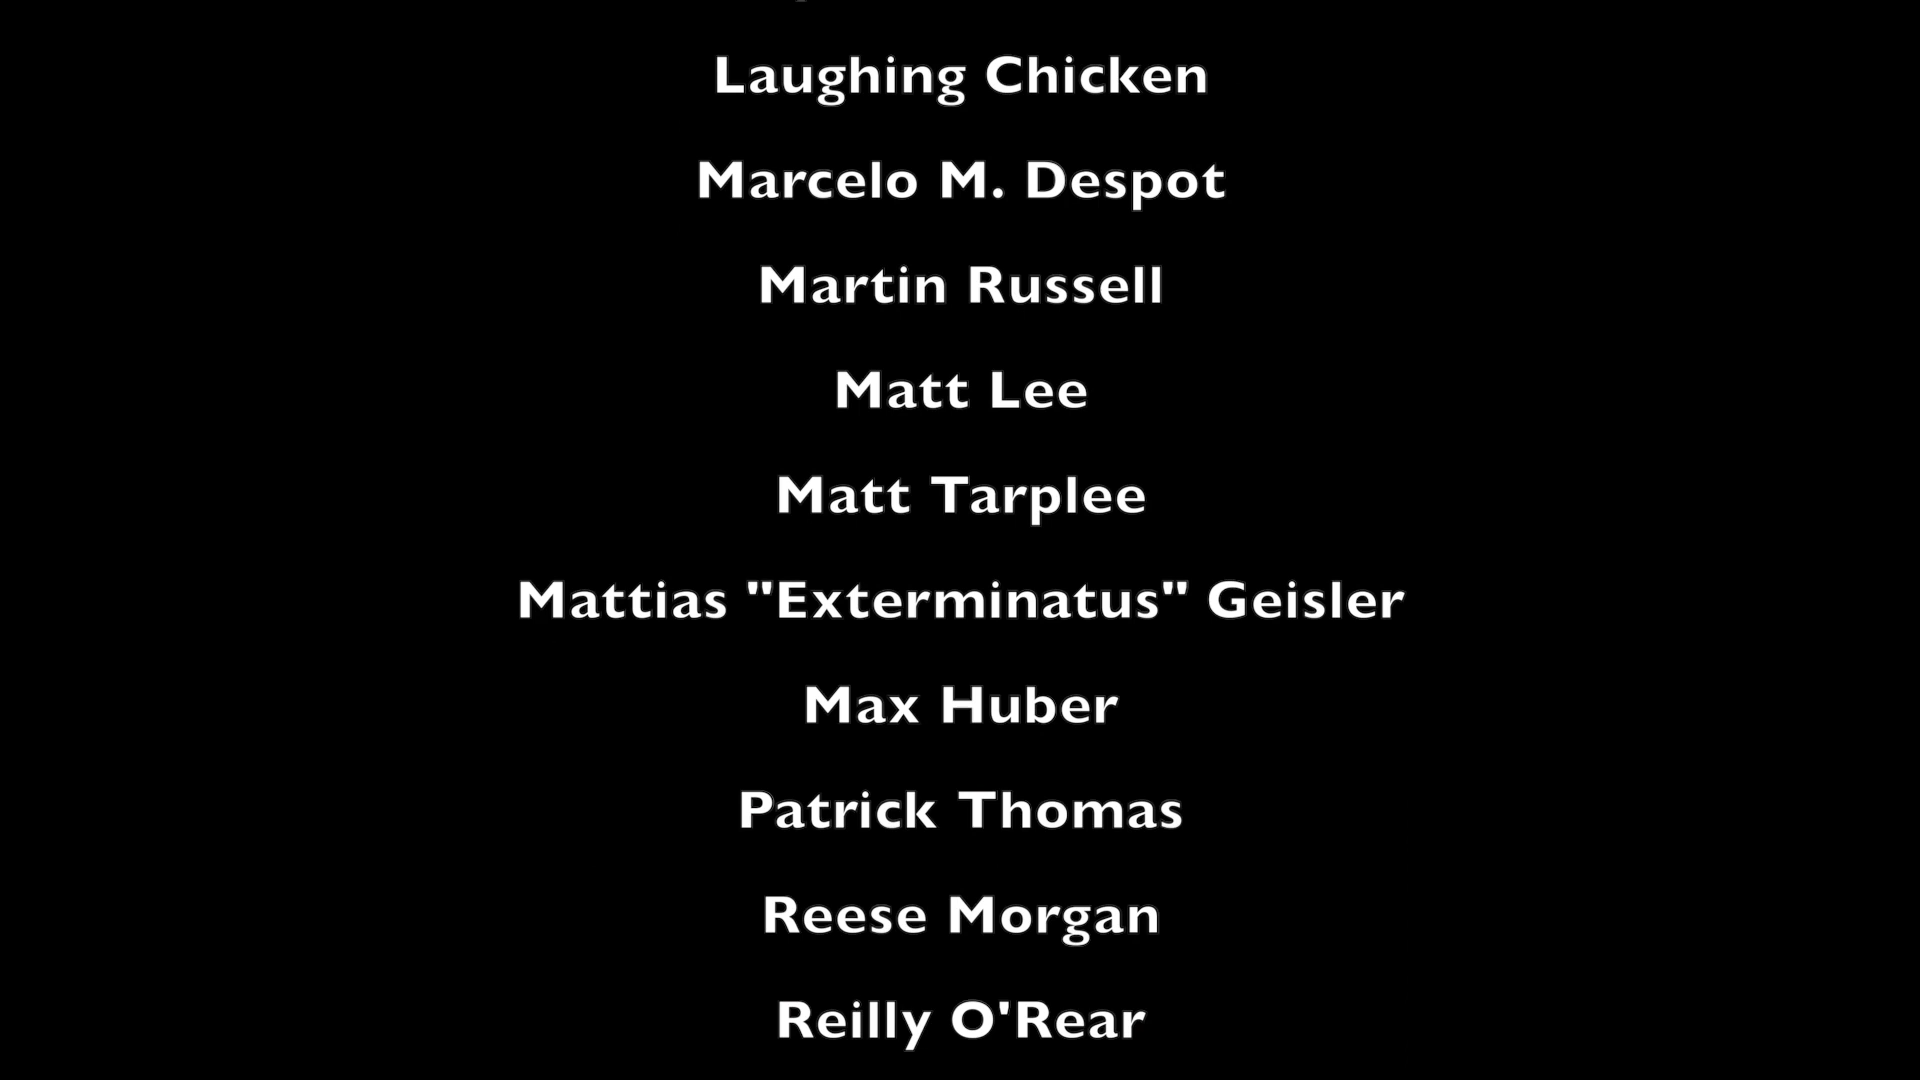 Laughing Chicken
Marcelo M. Despot
Martin Russell
Matt Lee
Matt Tarplee
Mattias "Exterminatus" Geisler
Max Huber
Patrick Thomas
Reese Morgan
Reilly O'Rear